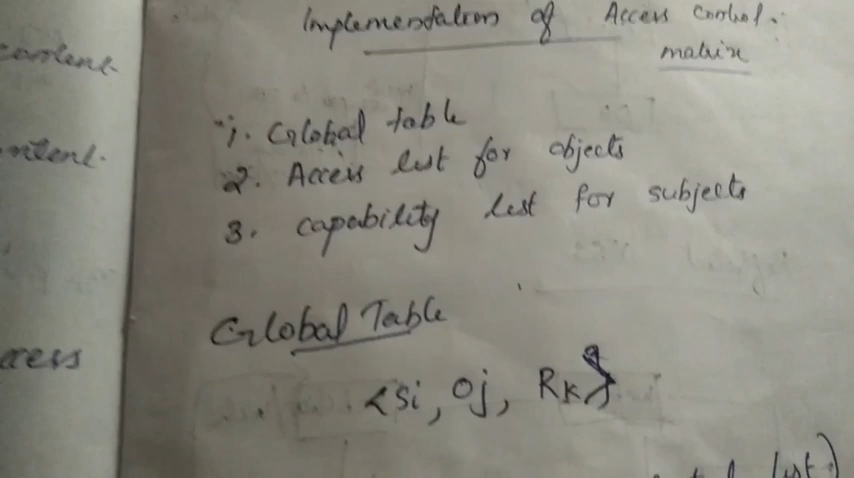 Implementation of Access control
matrix
1. Global table
2. Access list for objects
3. capability list for subjects
Global Table
<si, oj, Rk>
list)